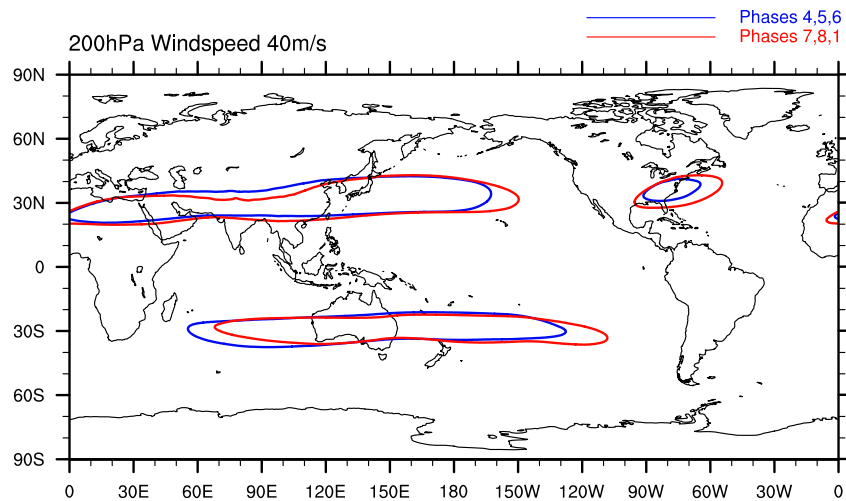 Phases 4,5,6
Phases 7,8,1
200hPa Windspeed 40m/s
90N
60N
30N
0
30S
60S
90S
0 30E 60E 90E 120E 150E 180 150W 120W 90W 60W 30W 0